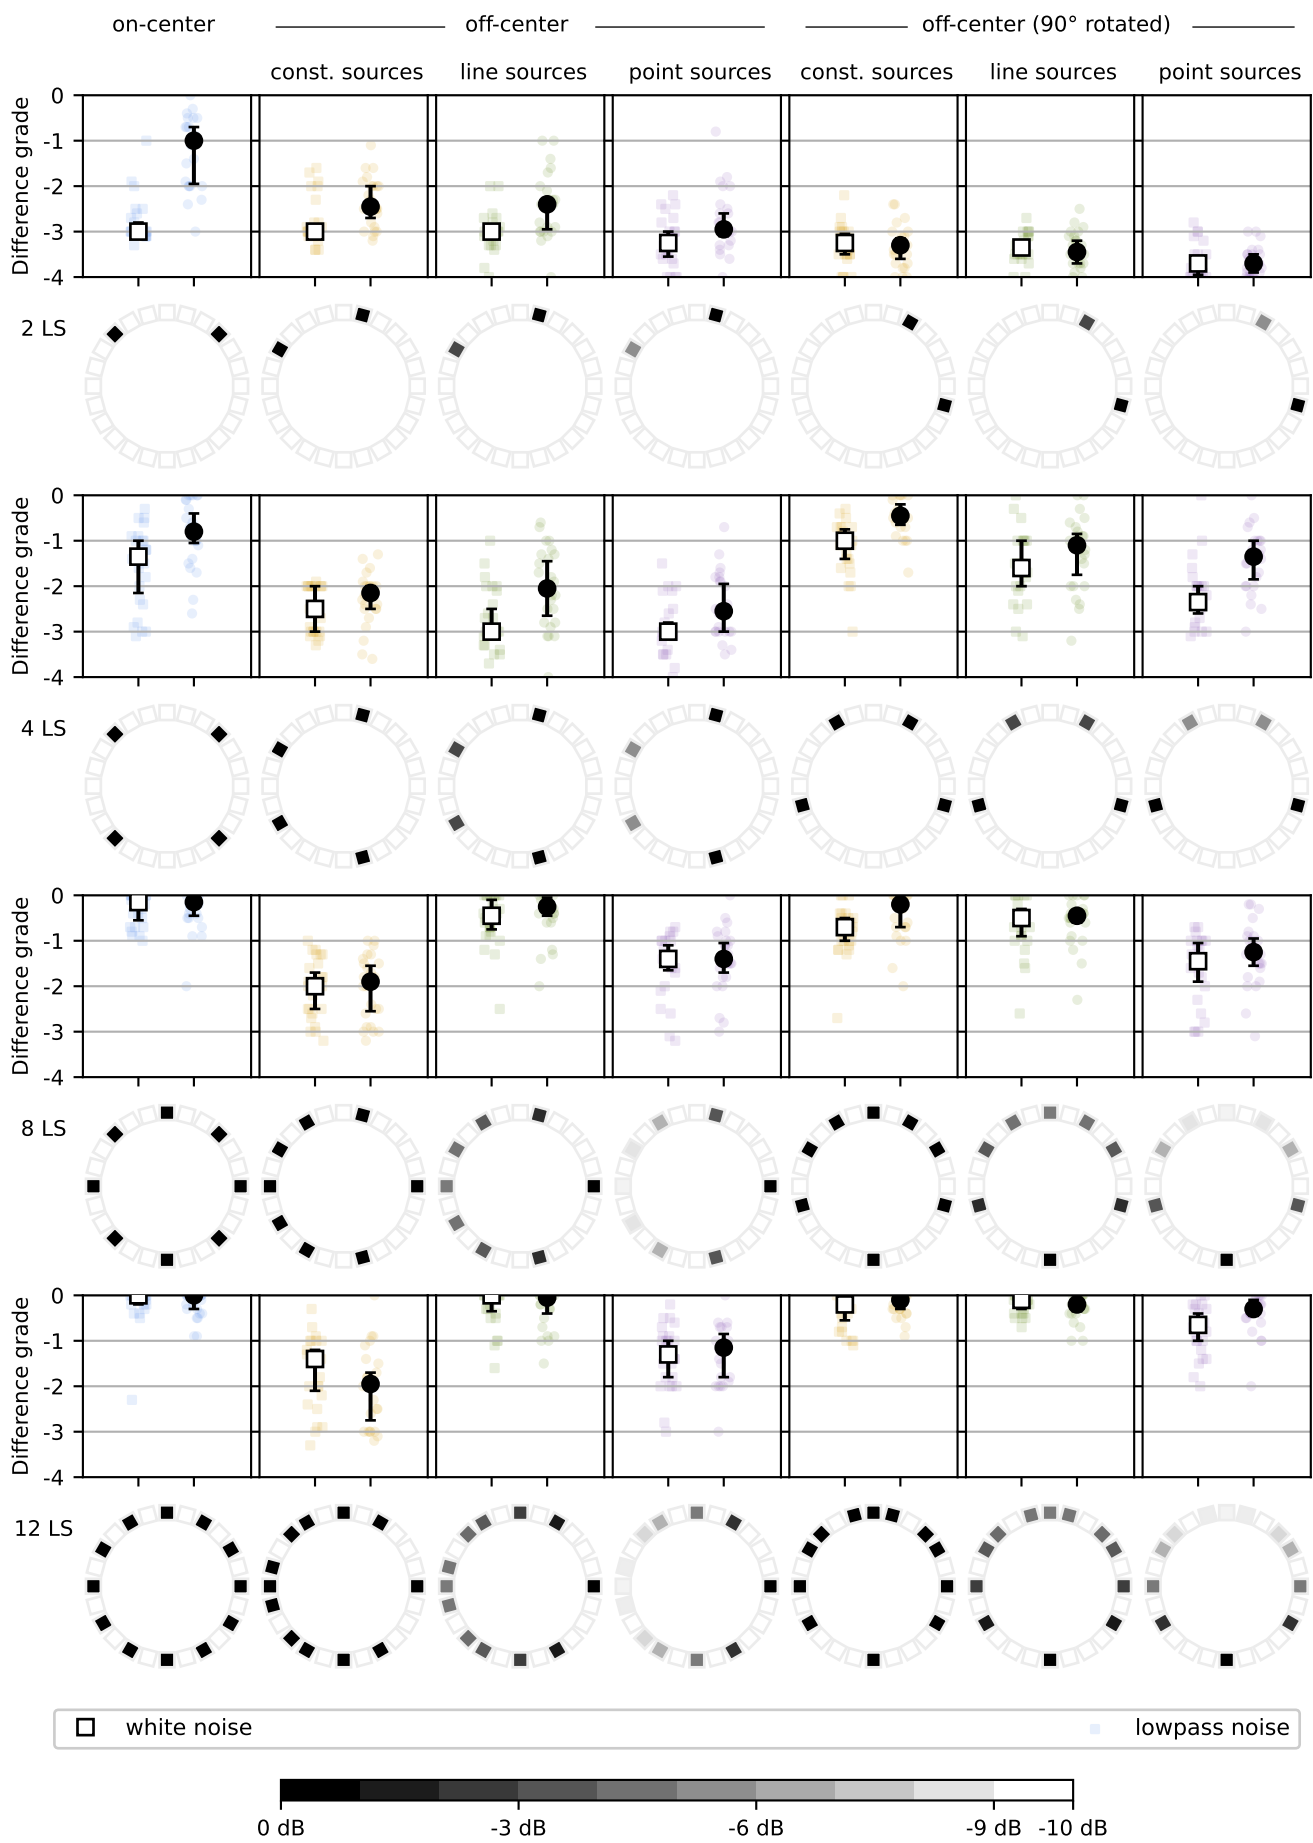 on-center off-center off-center (90° rotated)
const. sources line sources point sources const. sources line sources point sources
Difference grade
0
-1
-2
-3
-4
2 LS
Difference grade
0
-1
-2
-3
-4
4 LS
Difference grade
0
-1
-2
-3
-4
8 LS
Difference grade
0
-1
-2
-3
-4
12 LS
white noise lowpass noise
0 dB -3 dB -6 dB -9 dB -10 dB